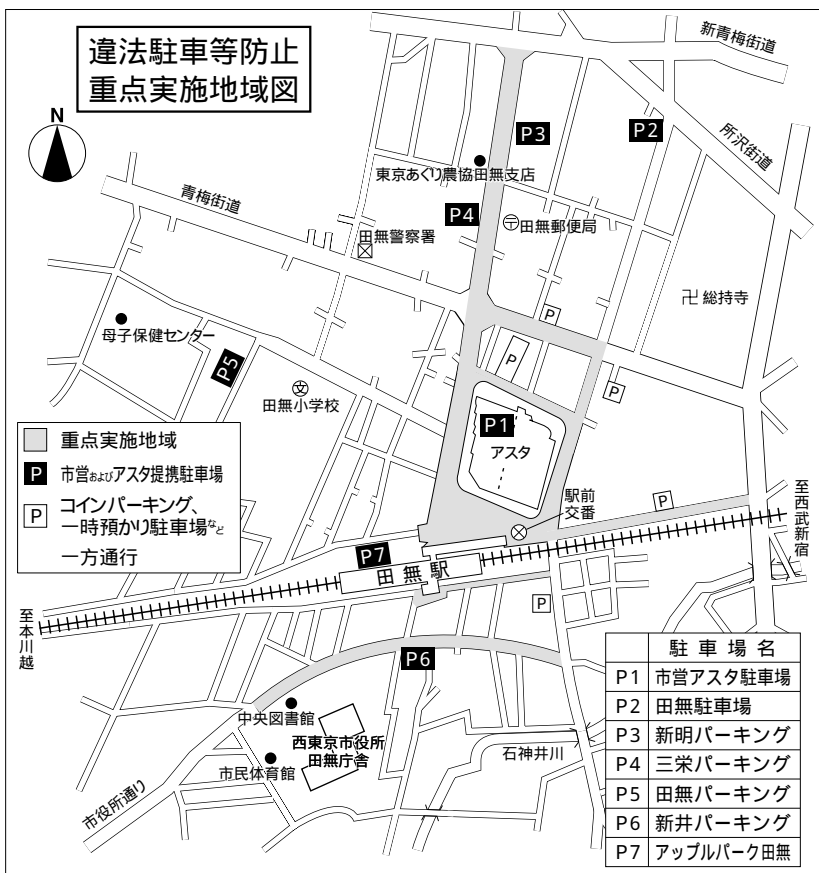 違法駐車等防止
重点実施地域図
N
新青梅街道
P3
P2
所沢街道
東京あぐり農協田無支店
青梅街道
P4
〒田無郵便局
田無警察署
卍 総持寺
母子保健センター
P
P
P5
文
田無小学校
P
P1
アスタ
重点実施地域
P 市営およびアスタ提携駐車場
P コインパーキング、
一時預かり駐車場など
一方通行
駅前
交番
P
至西武新宿
P7
田無駅
至本川越
P
P6
中央図書館
西東京市役所
田無庁舎
市民体育館
石神井川
市役所通り
駐車場名
P1 市営アスタ駐車場
P2 田無駐車場
P3 新明パーキング
P4 三栄パーキング
P5 田無パーキング
P6 新井パーキング
P7 アップルパーク田無